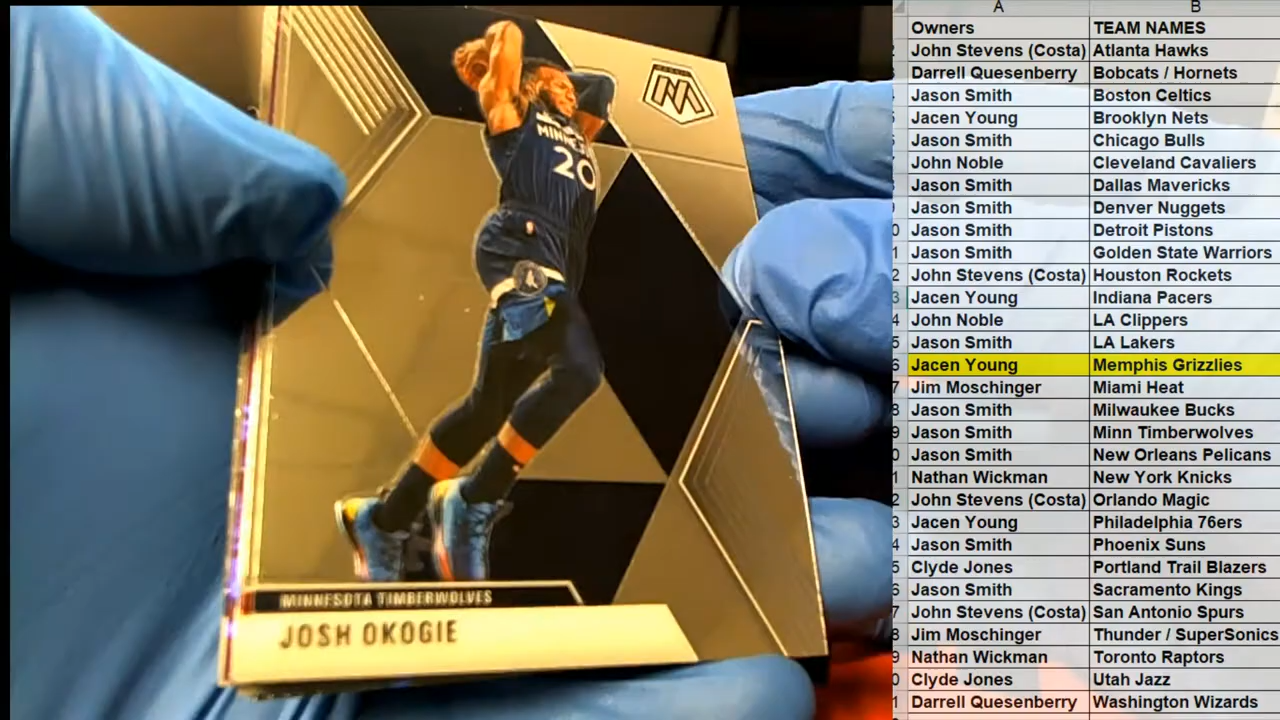 MINNES
20
MINNESOTA TIMBERWOLVES
JOSH OKOGIE
A B
Owners TEAM NAMES
John Stevens (Costa) Atlanta Hawks
Darrell Quesenberry Bobcats / Hornets
Jason Smith Boston Celtics
Jacen Young Brooklyn Nets
Jason Smith Chicago Bulls
John Noble Cleveland Cavaliers
Jason Smith Dallas Mavericks
Jason Smith Denver Nuggets
Jason Smith Detroit Pistons
Jason Smith Golden State Warriors
John Stevens (Costa) Houston Rockets
Jacen Young Indiana Pacers
John Noble LA Clippers
Jason Smith LA Lakers
Jacen Young Memphis Grizzlies
Jim Moschinger Miami Heat
Jason Smith Milwaukee Bucks
Jason Smith Minn Timberwolves
Jason Smith New Orleans Pelicans
Nathan Wickman New York Knicks
John Stevens (Costa) Orlando Magic
Jacen Young Philadelphia 76ers
Jason Smith Phoenix Suns
Clyde Jones Portland Trail Blazers
Jason Smith Sacramento Kings
John Stevens (Costa) San Antonio Spurs
Jim Moschinger Thunder / SuperSonics
Nathan Wickman Toronto Raptors
Clyde Jones Utah Jazz
Darrell Quesenberry Washington Wizards